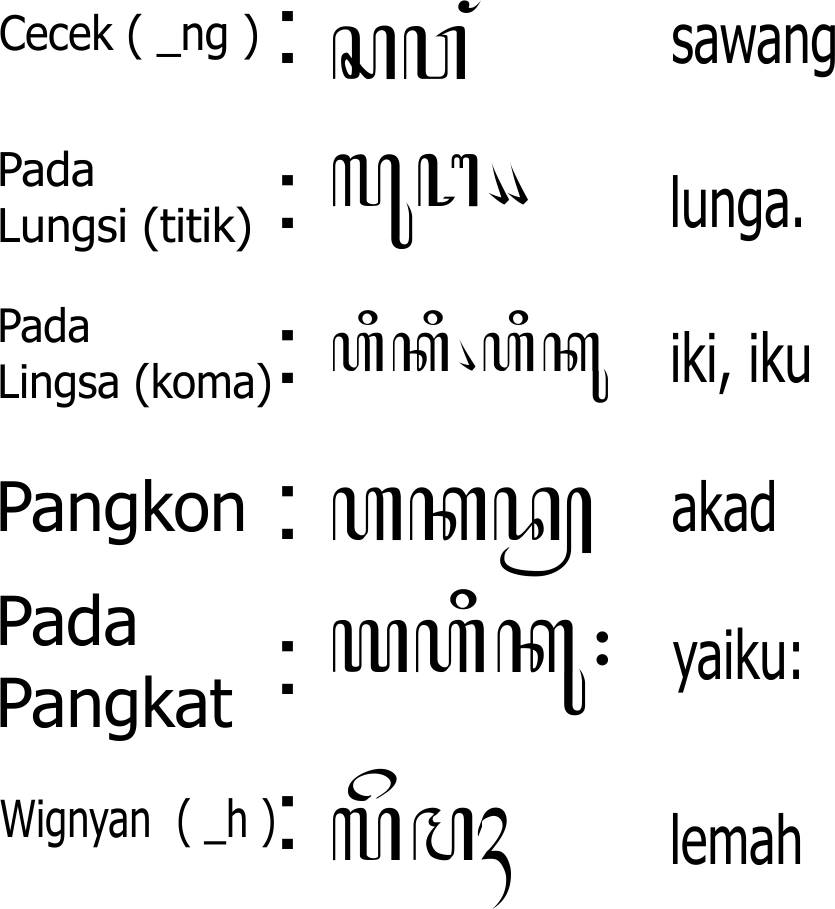 Cecek ( _ng ) : ꦱꦮꦁ sawang
Pada
Lungsi (titik) : ꦭꦸꦔ꧉ lunga.
Pada
Lingsa (koma) : ꦲꦶꦏꦶ꧈ꦲꦶꦏꦸ iki, iku
Pangkon : ꦲꦏꦢ꧀ akad
Pada
Pangkat : ꦪꦲꦶꦏꦸ꧇ yaiku:
Wignyan ( _h ) : ꦭꦼꦩꦃ lemah